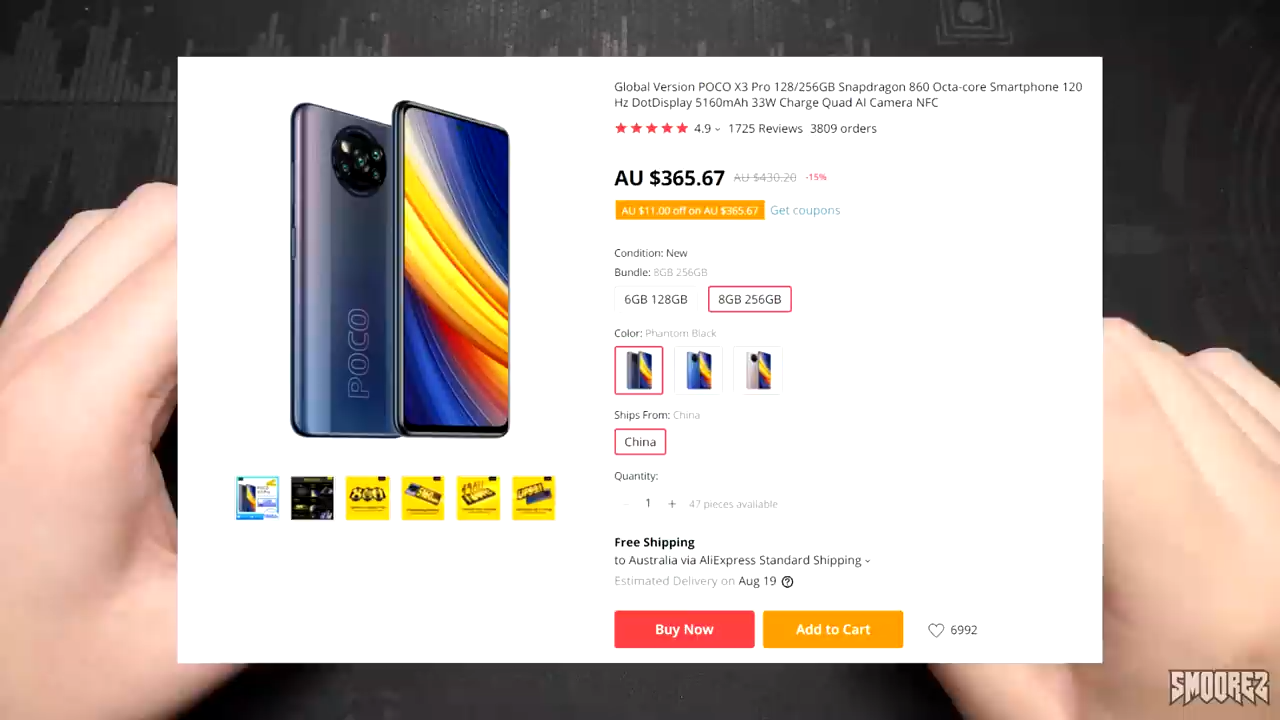 Global Version POCO X3 Pro 128/256GB Snapdragon 860 Octa-core Smartphone 120
Hz DotDisplay 5160mAh 33W Charge Quad AI Camera NFC
4.9 1725 Reviews 3809 orders
AU $365.67 AU $430.20 -15%
AU $11.00 off on AU $365.67 Get coupons
Condition: New
Bundle: 8GB 256GB
6GB 128GB 8GB 256GB
Color: Phantom Black
Ships From: China
China
Quantity:
- 1 + 47 pieces available
Free Shipping
to Australia via AliExpress Standard Shipping
Estimated Delivery on Aug 19 ?
Buy Now Add to Cart 6992
POCO
SMOOREZ